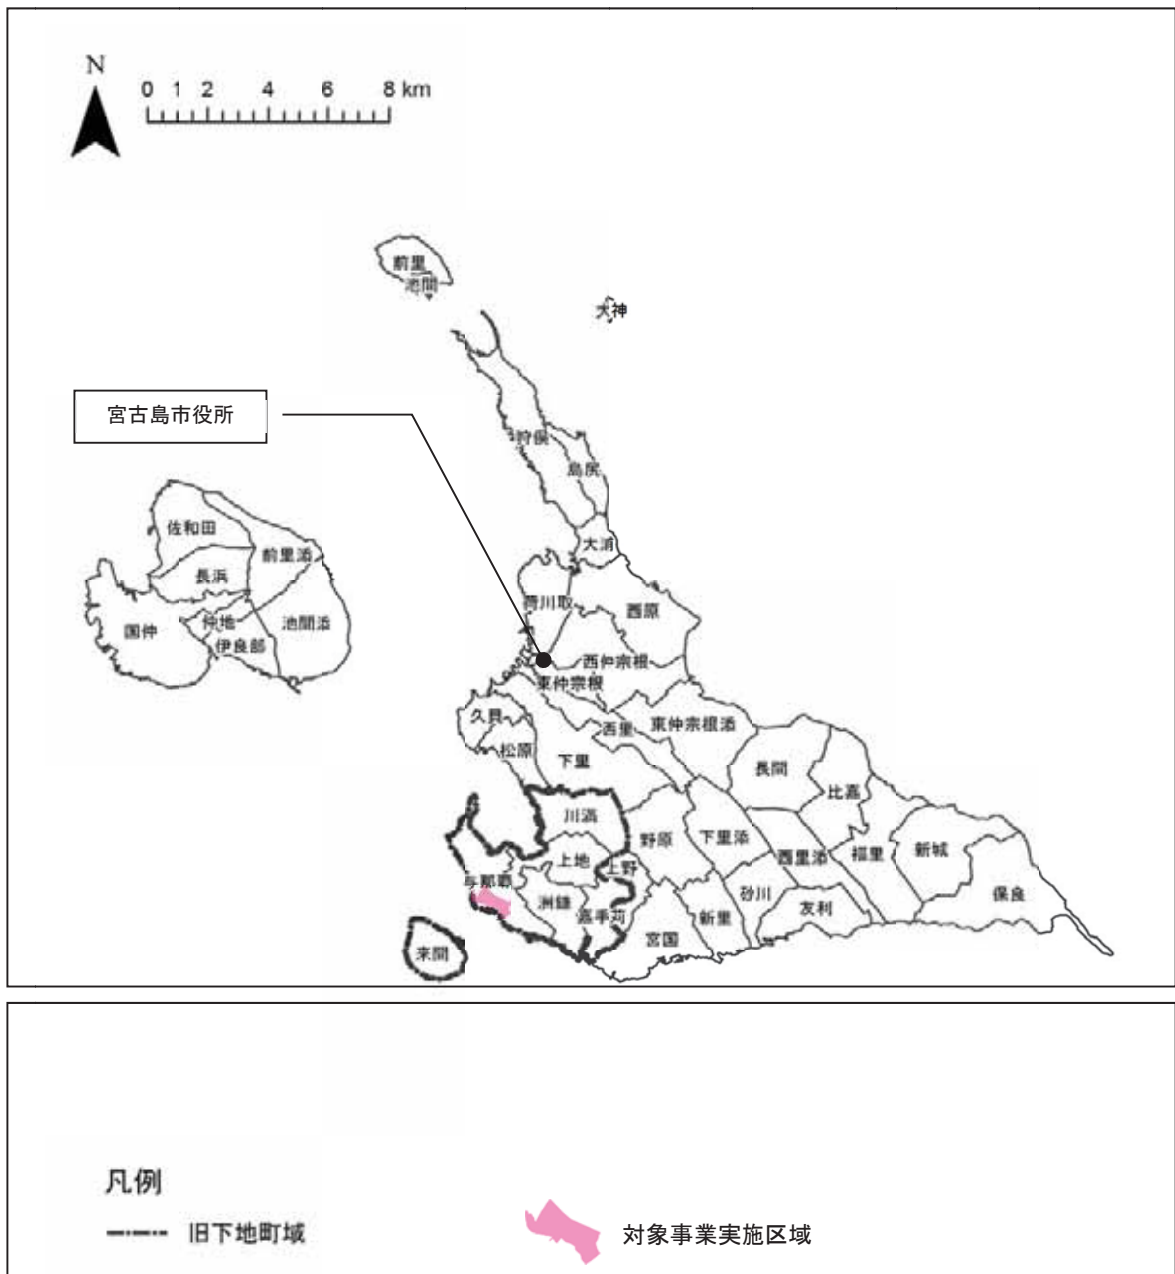 N
0 1 2 4 6 8 km
前里
池間
大神
宮古島市役所
狩俣
島尻
佐和田
大浦
前里添
長浜
荷川取
西原
国仲
仲地
池間添
伊良部
西仲宗根
東仲宗根
久貝
西里
東仲宗根添
松原
下里
長間
比嘉
川満
野原
下里添
西里添
福里
新城
上地
上野
与那覇
洲鎌
嘉手苅
砂川
友利
保良
宮国
新里
来間
凡例
旧下地町域
対象事業実施区域